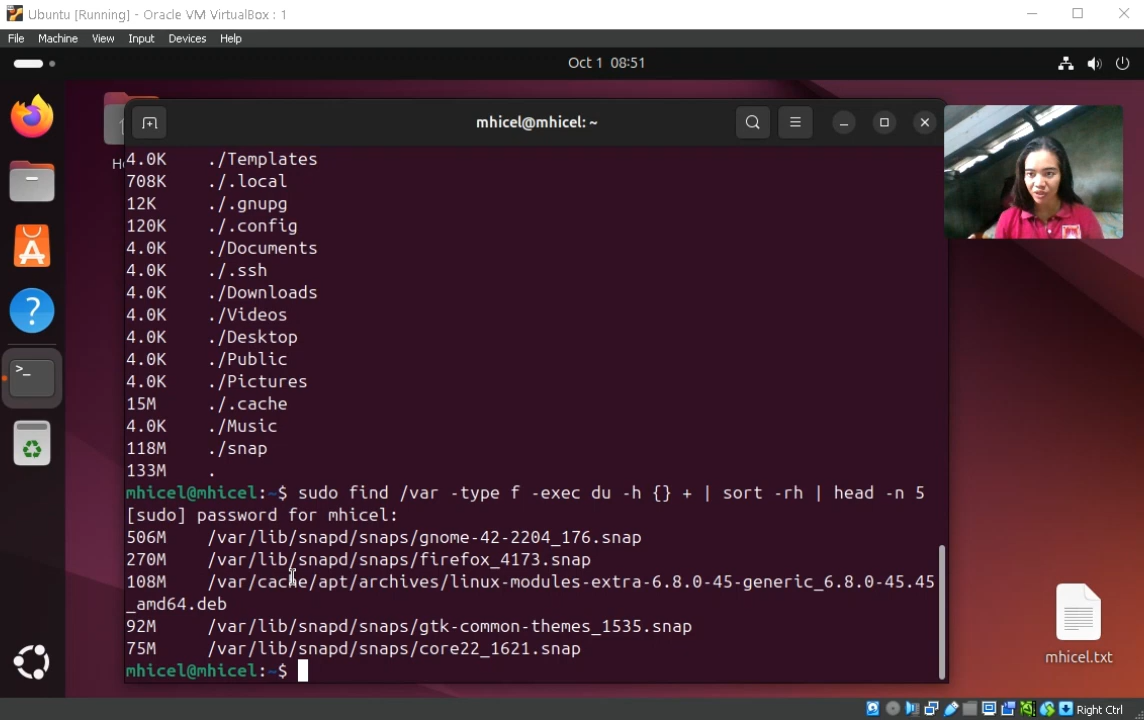 Ubuntu [Running] - Oracle VM VirtualBox : 1
File Machine View Input Devices Help
Oct 1 08:51
mhicel@mhicel: ~
4.0K ./Templates
708K ./.local
12K ./.gnupg
120K ./.config
4.0K ./Documents
4.0K ./.ssh
4.0K ./Downloads
4.0K ./Videos
4.0K ./Desktop
4.0K ./Public
4.0K ./Pictures
15M ./.cache
4.0K ./Music
118M ./snap
133M .
mhicel@mhicel:~$ sudo find /var -type f -exec du -h {} + | sort -rh | head -n 5
[sudo] password for mhicel:
506M /var/lib/snapd/snaps/gnome-42-2204_176.snap
270M /var/lib/snapd/snaps/firefox_4173.snap
108M /var/cache/apt/archives/linux-modules-extra-6.8.0-45-generic_6.8.0-45.45
_amd64.deb
92M /var/lib/snapd/snaps/gtk-common-themes_1535.snap
75M /var/lib/snapd/snaps/core22_1621.snap
mhicel@mhicel:~$
mhicel.txt
Right Ctrl